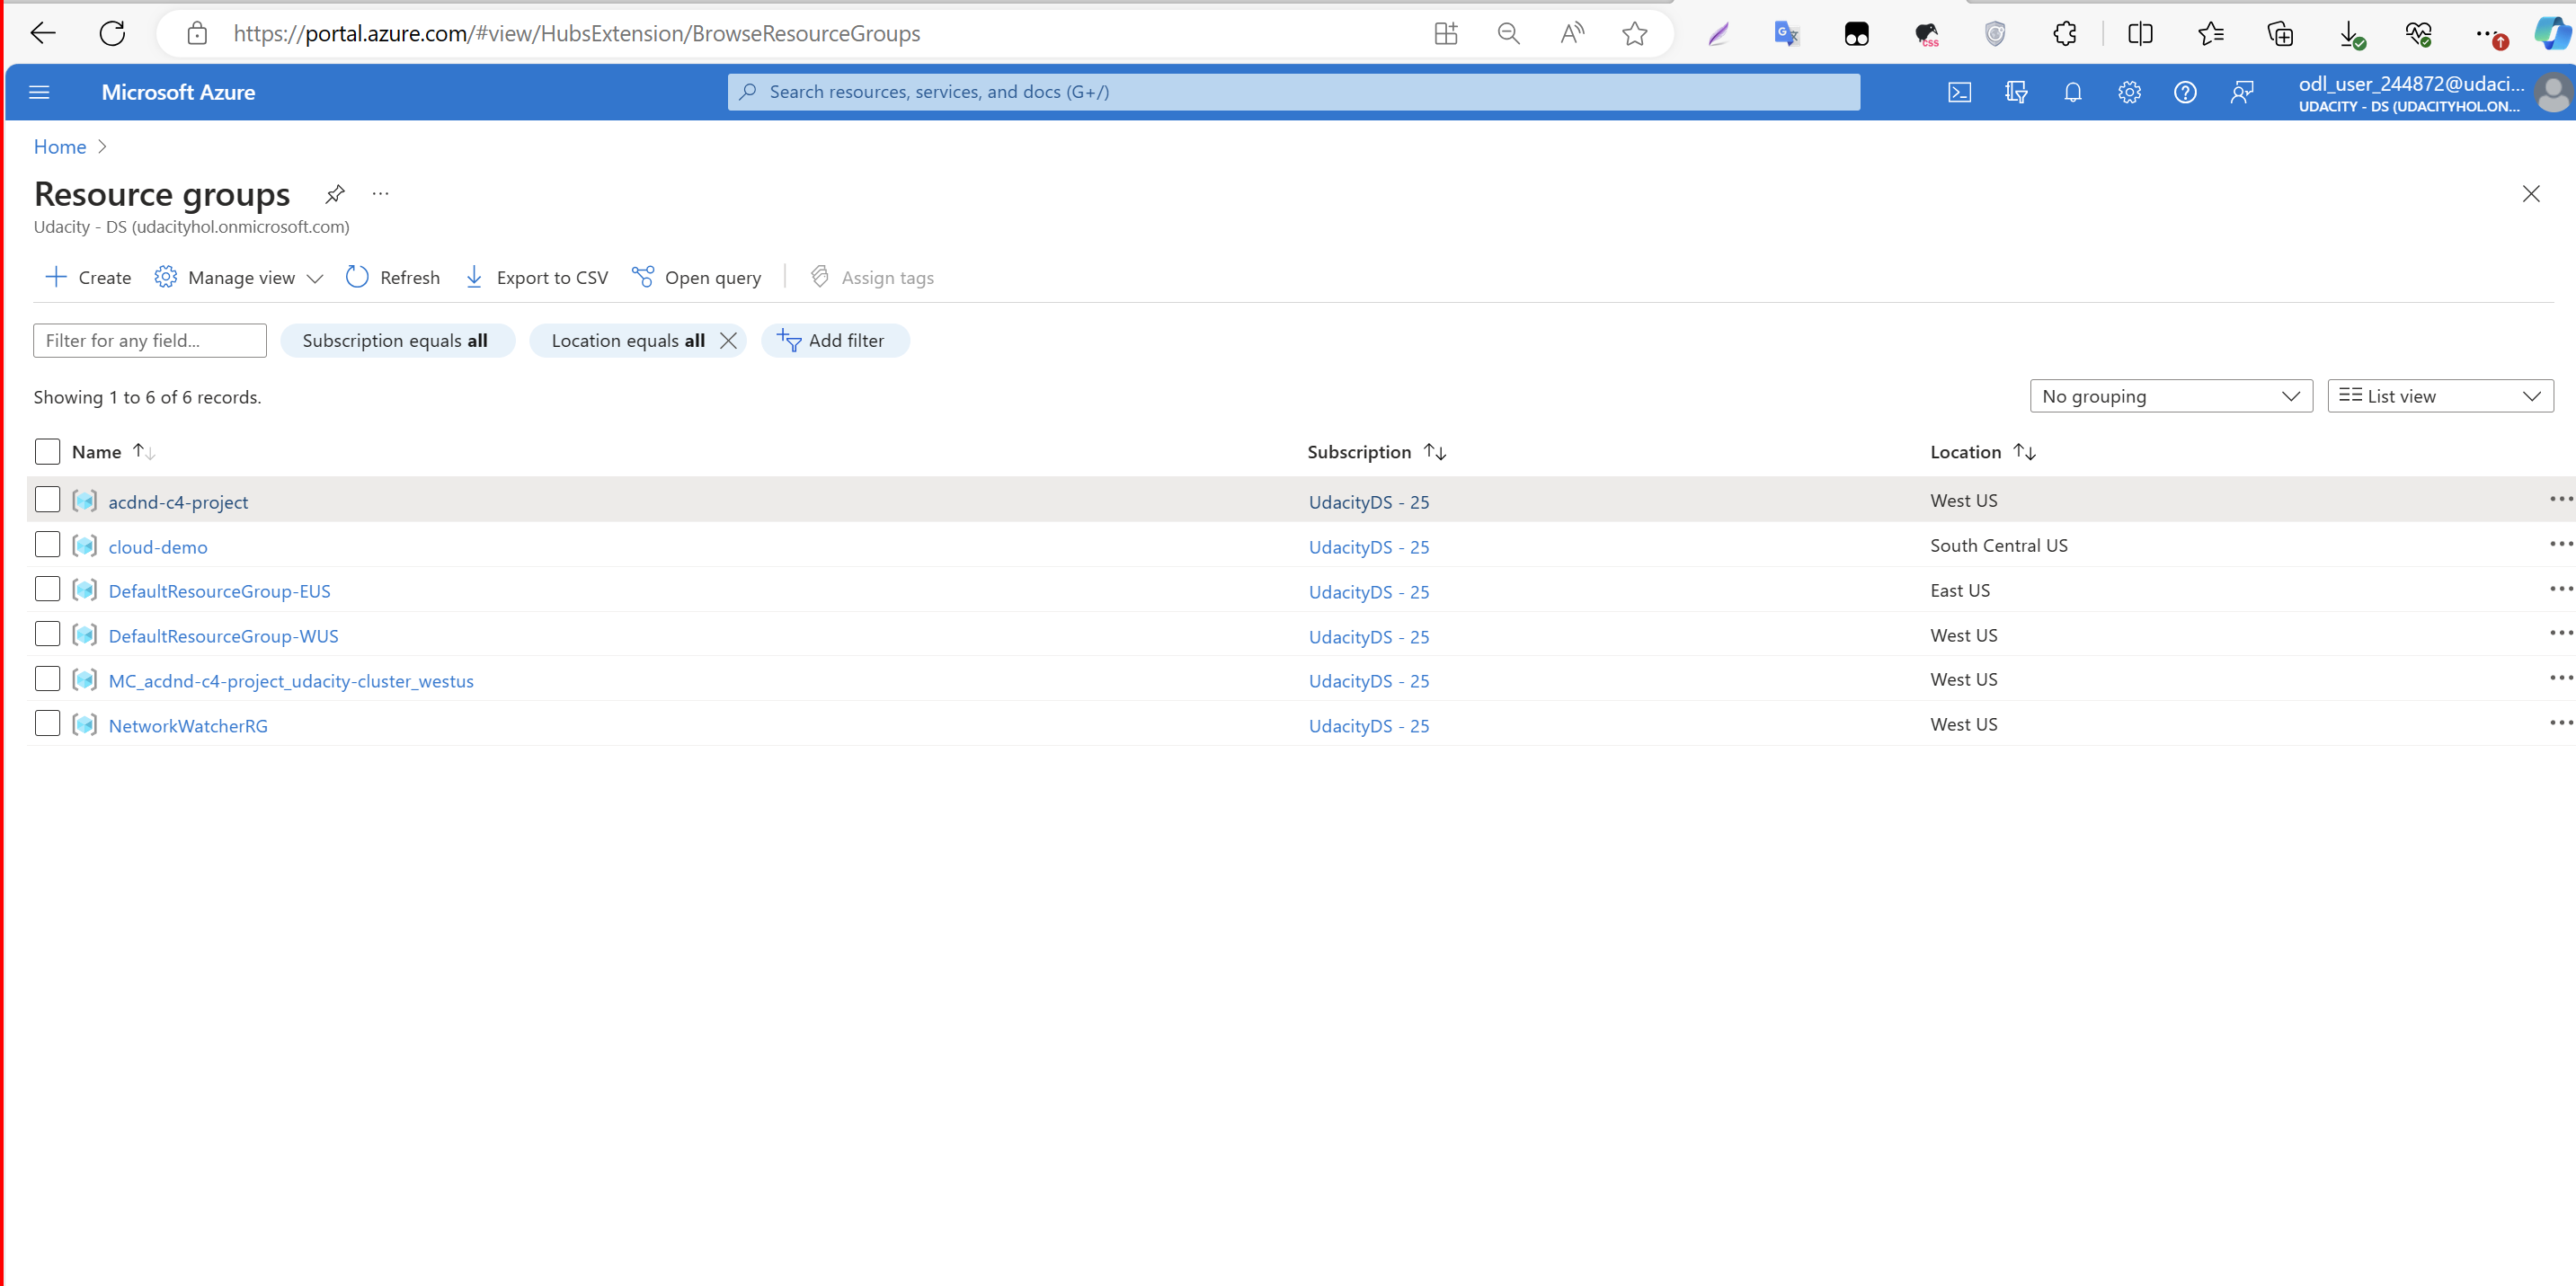 https://portal.azure.com/#view/HubsExtension/BrowseResourceGroups
CSS
Microsoft Azure
Search resources, services, and docs (G+/)
odl_user_244872@udaci...
UDACITY - DS (UDACITYHOL.ON...
Home
Resource groups
Udacity - DS (udacityhol.onmicrosoft.com)
Create Manage view Refresh Export to CSV Open query Assign tags
Filter for any field... Subscription equals all Location equals all Add filter
Showing 1 to 6 of 6 records. No grouping List view
Name Subscription Location
acdnd-c4-project UdacityDS - 25 West US
cloud-demo UdacityDS - 25 South Central US
DefaultResourceGroup-EUS UdacityDS - 25 East US
DefaultResourceGroup-WUS UdacityDS - 25 West US
MC_acdnd-c4-project_udacity-cluster_westus UdacityDS - 25 West US
NetworkWatcherRG UdacityDS - 25 West US